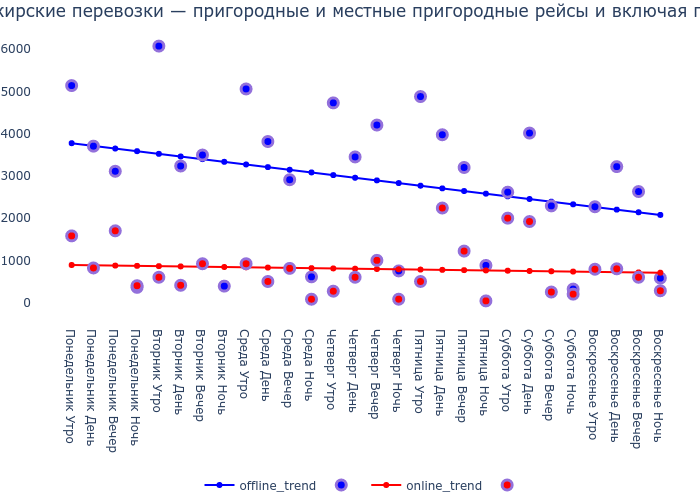 перевозки — пригородные и местные пригородные рейсы и включая
6000
5000
4000
3000
2000
1000
0
Понедельник Утро
Понедельник День
Понедельник Вечер
Понедельник Ночь
Вторник Утро
Вторник День
Вторник Вечер
Вторник Ночь
Среда Утро
Среда День
Среда Вечер
Среда Ночь
Четверг Утро
Четверг День
Четверг Вечер
Четверг Ночь
Пятница Утро
Пятница День
Пятница Вечер
Пятница Ночь
Суббота Утро
Суббота День
Суббота Вечер
Суббота Ночь
Воскресенье Утро
Воскресенье День
Воскресенье Вечер
Воскресенье Ночь
offline_trend
online_trend